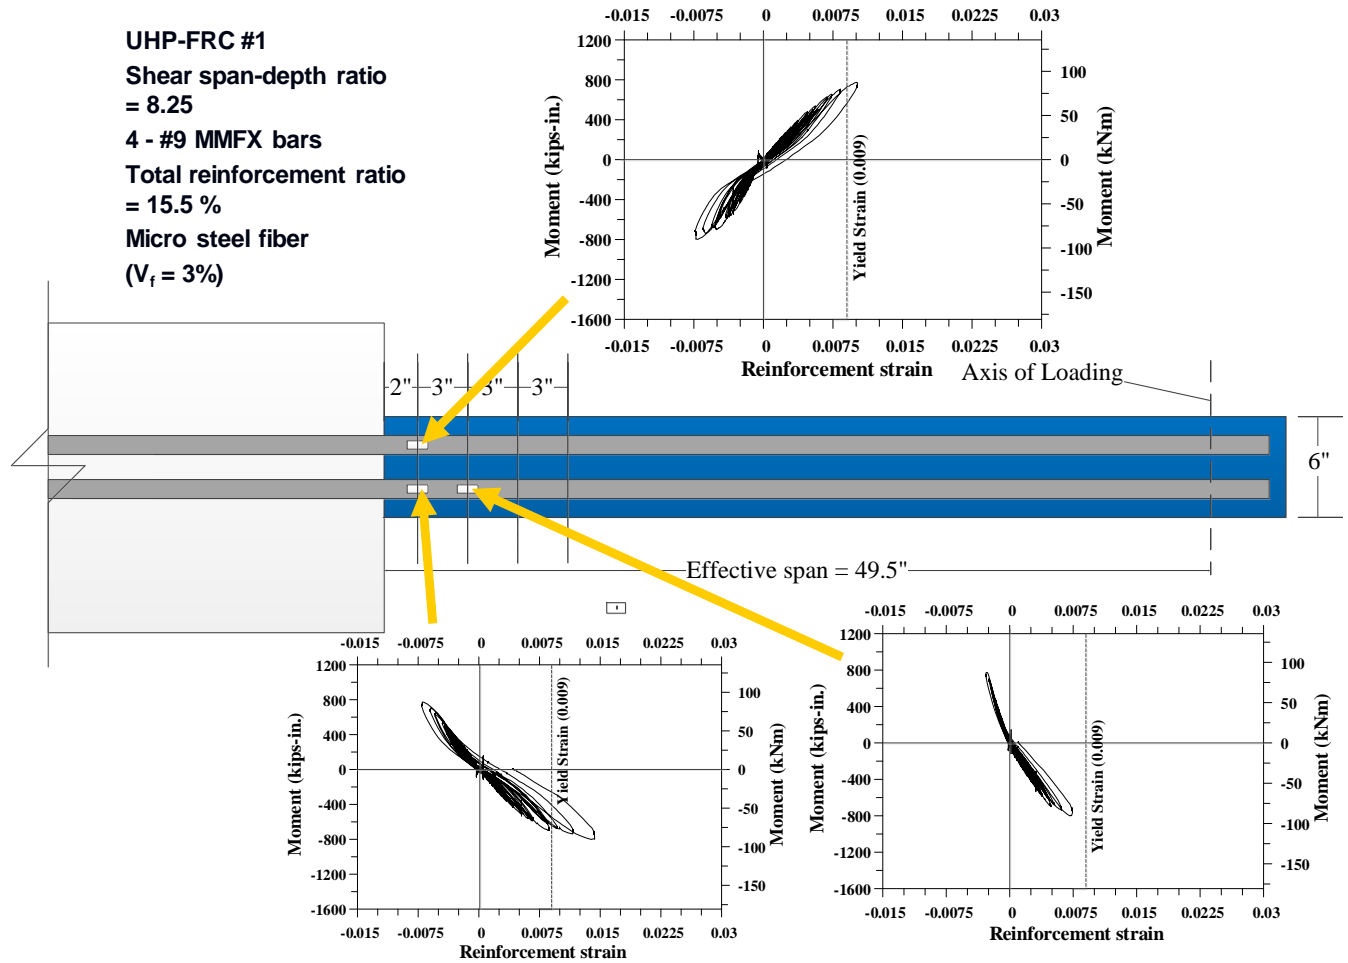 UHP-FRC #1
Shear span-depth ratio
= 8.25
4 - #9 MMFX bars
Total reinforcement ratio
= 15.5 %
Micro steel fiber
(Vf = 3%)
-0.015 -0.0075 0 0.0075 0.015 0.0225 0.03
1200
800
400
0
-400
-800
-1200
-1600
Moment (kips-in.)
100
50
0
-50
-100
-150
Moment (kNm)
Yield Strain (0.009)
-0.015 -0.0075 0 0.0075 0.015 0.0225 0.03
Reinforcement strain
Axis of Loading
2" 3" 3" 3"
6"
Effective span = 49.5"
-0.015 -0.0075 0 0.0075 0.015 0.0225 0.03
1200
800
400
0
-400
-800
-1200
-1600
Moment (kips-in.)
100
50
0
-50
-100
-150
Moment (kNm)
Yield Strain (0.009)
-0.015 -0.0075 0 0.0075 0.015 0.0225 0.03
Reinforcement strain
-0.015 -0.0075 0 0.0075 0.015 0.0225 0.03
1200
800
400
0
-400
-800
-1200
-1600
Moment (kips-in.)
100
50
0
-50
-100
-150
Moment (kNm)
Yield Strain (0.009)
-0.015 -0.0075 0 0.0075 0.015 0.0225 0.03
Reinforcement strain